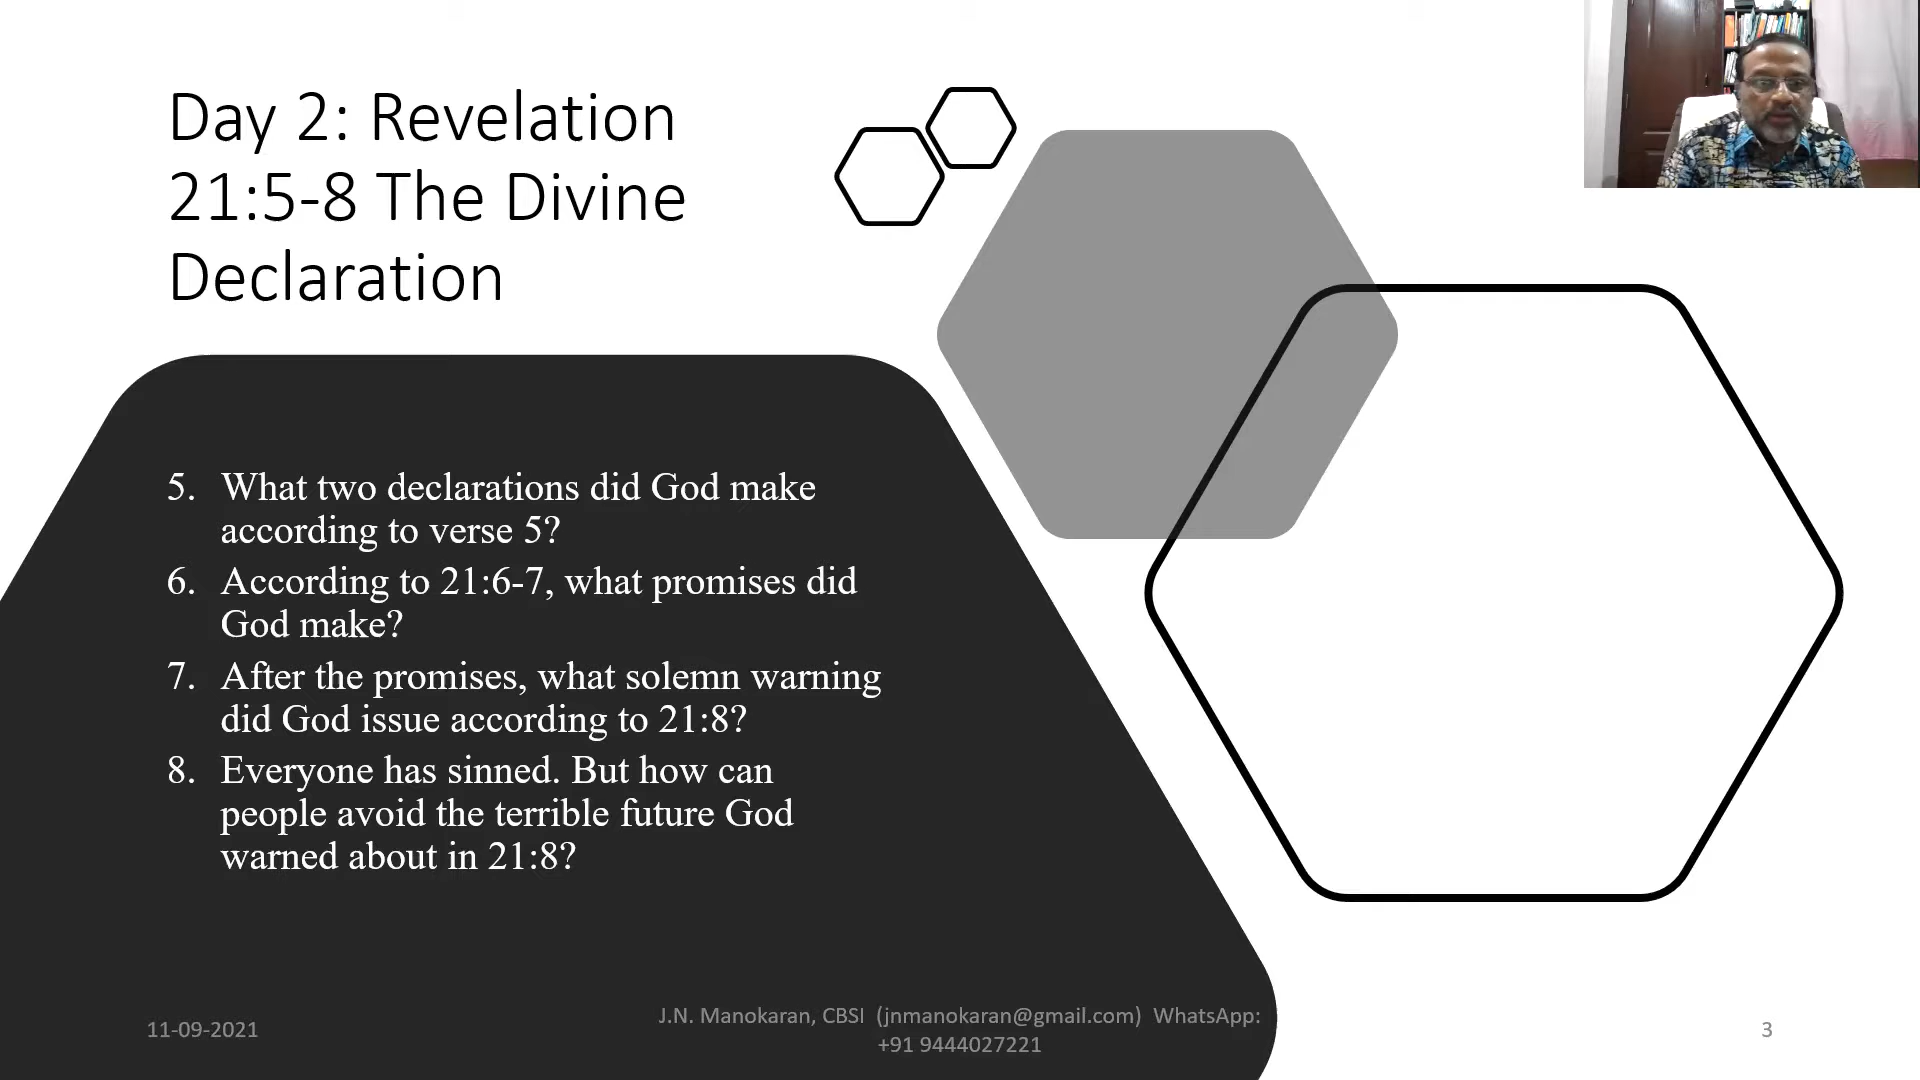 Day 2: Revelation
21:5-8 The Divine
Declaration
5. What two declarations did God make
according to verse 5?
6. According to 21:6-7, what promises did
God make?
7. After the promises, what solemn warning
did God issue according to 21:8?
8. Everyone has sinned. But how can
people avoid the terrible future God
warned about in 21:8?
11-09-2021
J.N. Manokaran, CBSI (jnmanokaran@gmail.com) WhatsApp:
+91 9444027221
3